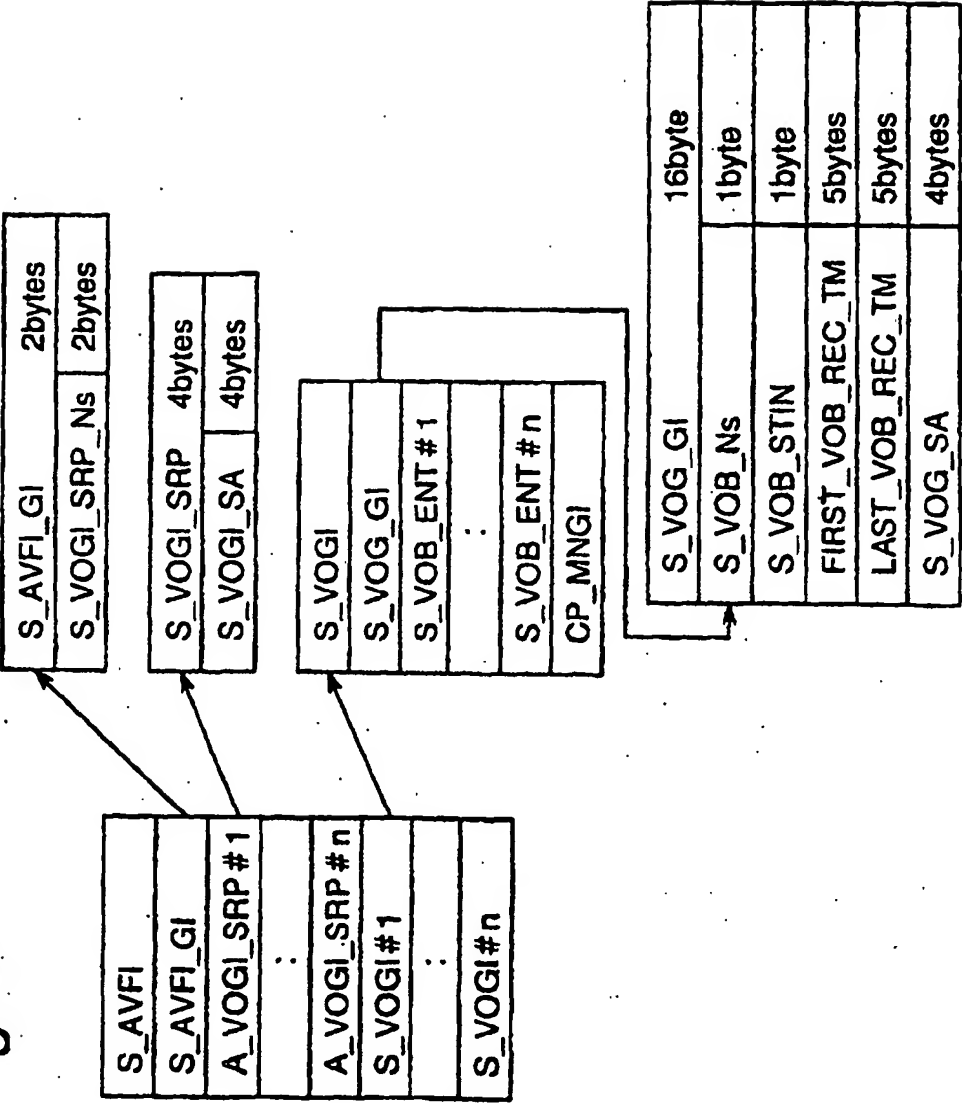 S_AVFI
S_AVFI_GI
A_VOGI_SRP#1
:
A_VOGI_SRP#n
S_VOGI#1
:
S_VOGI#n
S_AVFI_GI 2bytes
S_VOGI_SRP_Ns 2bytes
S_VOGI_SRP 4bytes
S_VOGI_SA 4bytes
S_VOGI
S_VOG_GI
S_VOB_ENT#1
:
S_VOB_ENT#n
CP_MNGI
S_VOG_GI 16byte
S_VOB_Ns 1byte
S_VOB_STIN 1byte
FIRST_VOB_REC_TM 5bytes
LAST_VOB_REC_TM 5bytes
S_VOG_SA 4bytes